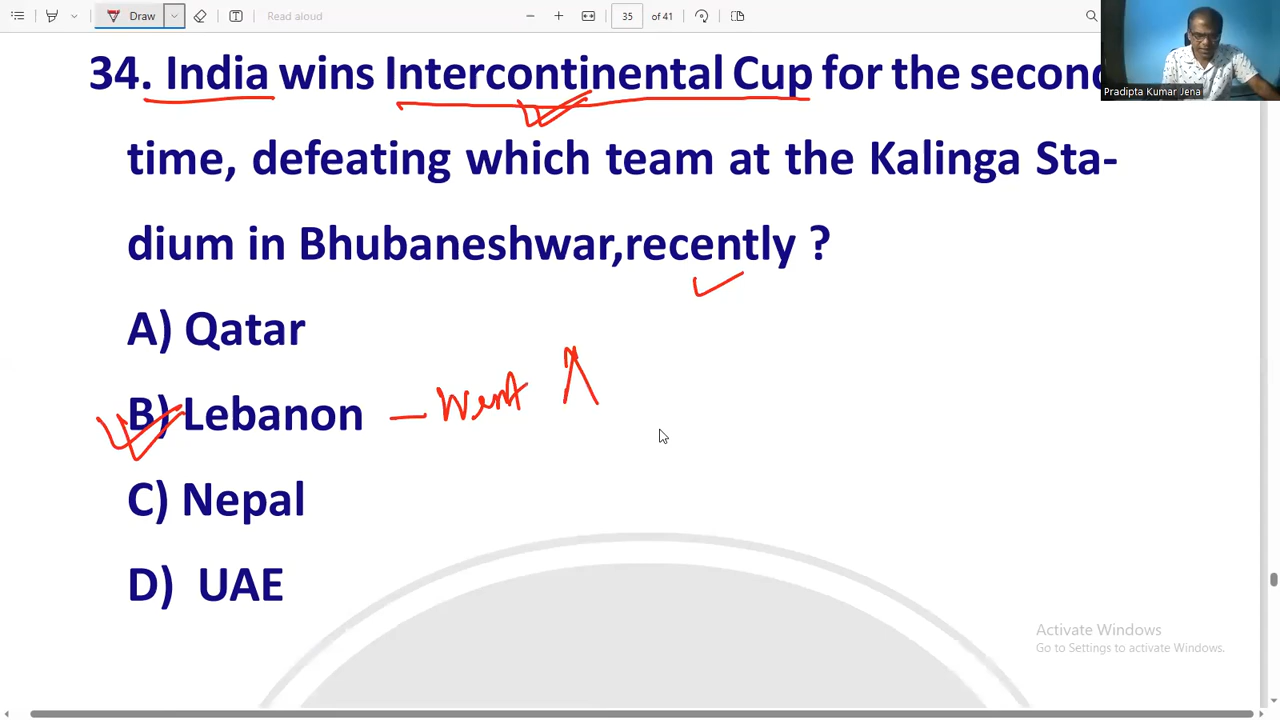 Draw
Read aloud
35
of 41
34. India wins Intercontinental Cup for the second
Pradipta Kumar Jena
time, defeating which team at the Kalinga Sta-
dium in Bhubaneshwar,recently ?
A) Qatar
B) Lebanon – West A
C) Nepal
D) UAE
Activate Windows
Go to Settings to activate Windows.